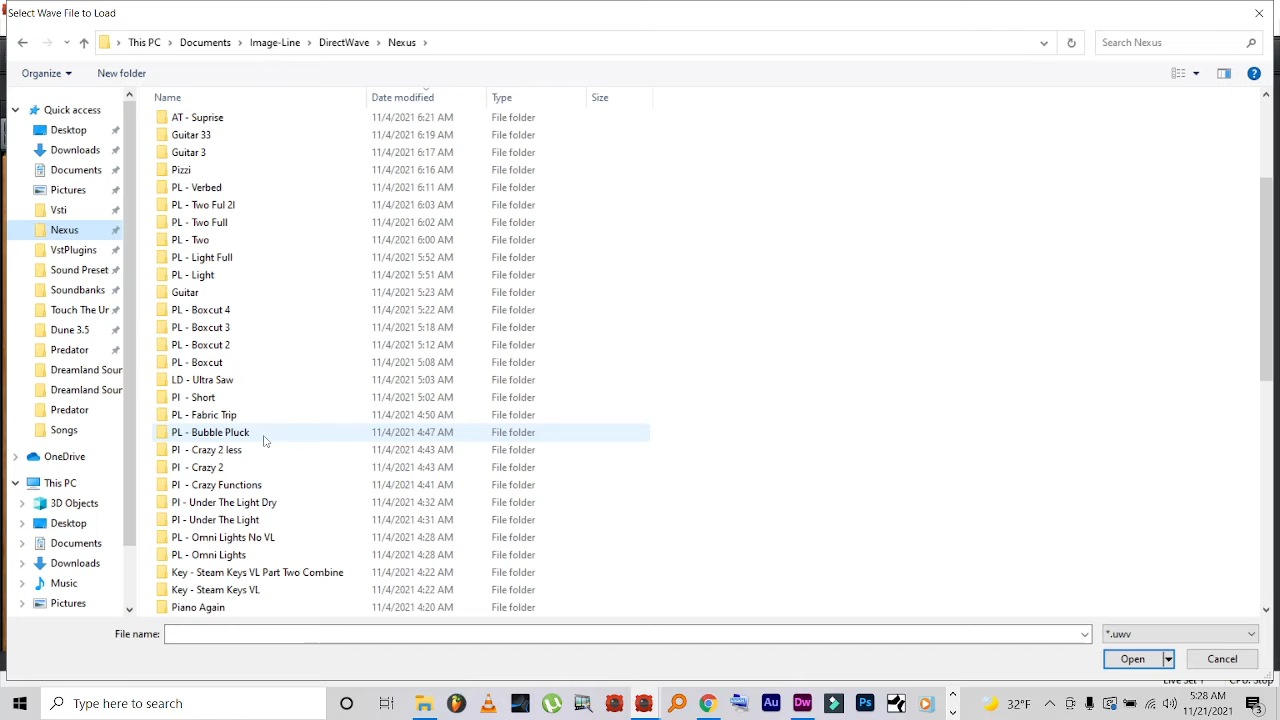 Select Wave File to Load
This PC > Documents > Image-Line > DirectWave > Nexus >
Search Nexus
Organize
New folder
Name Date modified Type Size
Quick access
Desktop
Downloads
Documents
Pictures
Vsti
Nexus
VstPlugins
Sound Preset
Soundbanks
Touch The Ur
Dune 3.5
Predator
Dreamland Sour
Dreamland Sour
Predator
Songs
OneDrive
This PC
3D Objects
Desktop
Documents
Downloads
Music
Pictures
AT - Suprise 11/4/2021 6:21 AM File folder
Guitar 33 11/4/2021 6:19 AM File folder
Guitar 3 11/4/2021 6:17 AM File folder
Pizzi 11/4/2021 6:16 AM File folder
PL - Verbed 11/4/2021 6:11 AM File folder
PL - Two Ful 2l 11/4/2021 6:03 AM File folder
PL - Two Full 11/4/2021 6:02 AM File folder
PL - Two 11/4/2021 6:00 AM File folder
PL - Light Full 11/4/2021 5:52 AM File folder
PL - Light 11/4/2021 5:51 AM File folder
Guitar 11/4/2021 5:23 AM File folder
PL - Boxcut 4 11/4/2021 5:22 AM File folder
PL - Boxcut 3 11/4/2021 5:18 AM File folder
PL - Boxcut 2 11/4/2021 5:12 AM File folder
PL - Boxcut 11/4/2021 5:08 AM File folder
LD - Ultra Saw 11/4/2021 5:03 AM File folder
PI - Short 11/4/2021 5:02 AM File folder
PL - Fabric Trip 11/4/2021 4:50 AM File folder
PL - Bubble Pluck 11/4/2021 4:47 AM File folder
PI - Crazy 2 less 11/4/2021 4:43 AM File folder
PI - Crazy 2 11/4/2021 4:43 AM File folder
PI - Crazy Functions 11/4/2021 4:41 AM File folder
PI - Under The Light Dry 11/4/2021 4:32 AM File folder
PI - Under The Light 11/4/2021 4:31 AM File folder
PL - Omni Lights No VL 11/4/2021 4:28 AM File folder
PL - Omni Lights 11/4/2021 4:28 AM File folder
Key - Steam Keys VL Part Two Combine 11/4/2021 4:22 AM File folder
Key - Steam Keys VL 11/4/2021 4:22 AM File folder
Piano Again 11/4/2021 4:20 AM File folder
File name:
*.uwv
Open
Cancel
Type here to search
Au
Dw
Ps
32°F
5:28 AM
11/21/2021
3